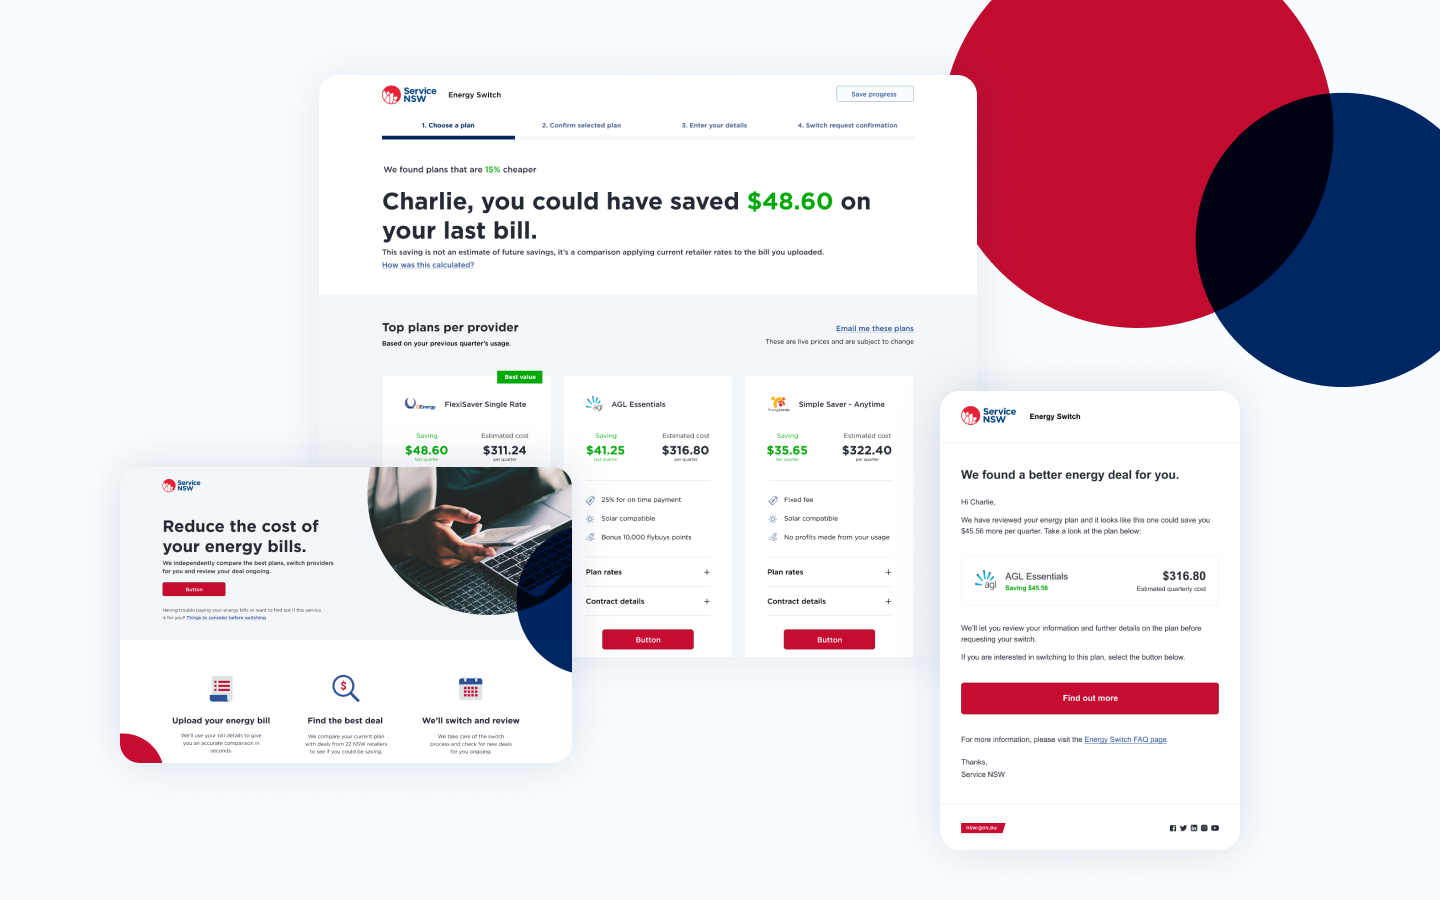 Service
NSW
Energy Switch
Save progress
1. Choose a plan
2. Confirm selected plan
3. Enter your details
4. Switch request confirmation
We found plans that are 15% cheaper
Charlie, you could have saved $48.60 on
your last bill.
This saving is not an estimate of future savings, it's a comparison applying current retailer rates to the bill you uploaded.
How was this calculated?
Top plans per provider
Based on your previous quarter's usage.
Email me these plans
These are live prices and are subject to change
Best value
FlexiSaver Single Rate
Saving
$48.60
last quarter
Estimated cost
$311.24
per quarter
agl
AGL Essentials
Saving
$41.25
last quarter
Estimated cost
$316.80
per quarter
25% for on time payment
Solar compatible
Bonus 10,000 flybuys points
Plan rates +
Contract details +
Button
Simple Saver - Anytime
Saving
$35.65
last quarter
Estimated cost
$322.40
per quarter
Fixed fee
Solar compatible
No profits made from your usage
Plan rates +
Contract details +
Button
Service
NSW
Reduce the cost of
your energy bills.
We independently compare the best plans, switch providers
for you and review your deal ongoing.
Button
Having trouble paying your energy bills or want to find out if this service
is for you? Things to consider before switching
Upload your energy bill
We'll use your bill details to give
you an accurate comparison in
seconds.
$
Find the best deal
We compare your current plan
with deals from 22 NSW retailers
to see if you could be saving.
We'll switch and review
We take care of the switch
process and check for new deals
for you ongoing.
Service
NSW
Energy Switch
We found a better energy deal for you.
Hi Charlie,
We have reviewed your energy plan and it looks like this one could save you
$45.56 more per quarter. Take a look at the plan below:
agl
AGL Essentials
Saving $45.56
$316.80
Estimated quarterly cost
We'll let you review your information and further details on the plan before
requesting your switch.
If you are interested in switching to this plan, select the button below.
Find out more
For more information, please visit the Energy Switch FAQ page.
Thanks,
Service NSW
nsw.gov.au